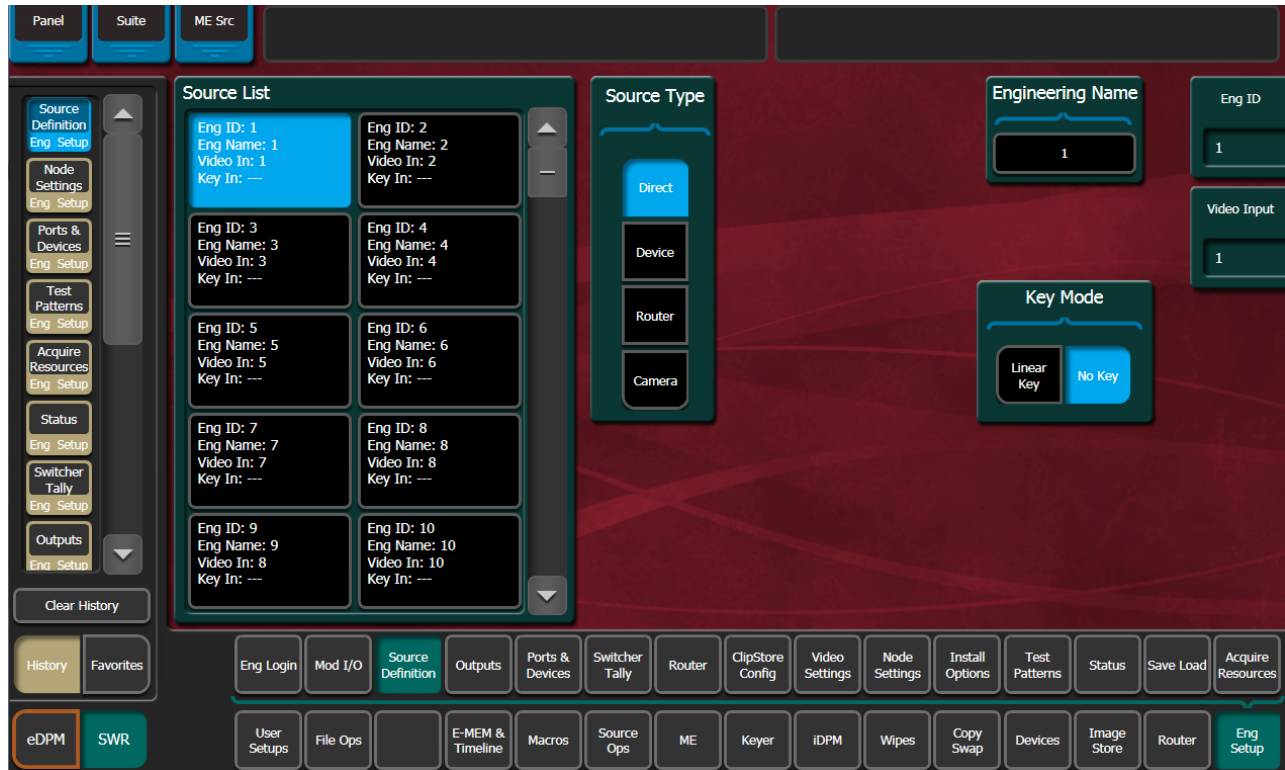 Panel
Suite
ME Src
Source
Definition
Eng Setup
Node
Settings
Eng Setup
Ports &
Devices
Eng Setup
Test
Patterns
Eng Setup
Acquire
Resources
Eng Setup
Status
Eng Setup
Switcher
Tally
Eng Setup
Outputs
Eng Setup
Clear History
History
Favorites
eDPM
SWR
Source List
Eng ID: 1
Eng Name: 1
Video In: 1
Key In: ---
Eng ID: 2
Eng Name: 2
Video In: 2
Key In: ---
Eng ID: 3
Eng Name: 3
Video In: 3
Key In: ---
Eng ID: 4
Eng Name: 4
Video In: 4
Key In: ---
Eng ID: 5
Eng Name: 5
Video In: 5
Key In: ---
Eng ID: 6
Eng Name: 6
Video In: 6
Key In: ---
Eng ID: 7
Eng Name: 7
Video In: 7
Key In: ---
Eng ID: 8
Eng Name: 8
Video In: 8
Key In: ---
Eng ID: 9
Eng Name: 9
Video In: 8
Key In: ---
Eng ID: 10
Eng Name: 10
Video In: 10
Key In: ---
Source Type
Direct
Device
Router
Camera
Engineering Name
1
Eng ID
1
Video Input
1
Key Mode
Linear
Key
No Key
Eng Login
Mod I/O
Source
Definition
Outputs
Ports &
Devices
Switcher
Tally
Router
ClipStore
Config
Video
Settings
Node
Settings
Install
Options
Test
Patterns
Status
Save Load
Acquire
Resources
User
Setups
File Ops
E-MEM &
Timeline
Macros
Source
Ops
ME
Keyer
iDPM
Wipes
Copy
Swap
Devices
Image
Store
Router
Eng
Setup